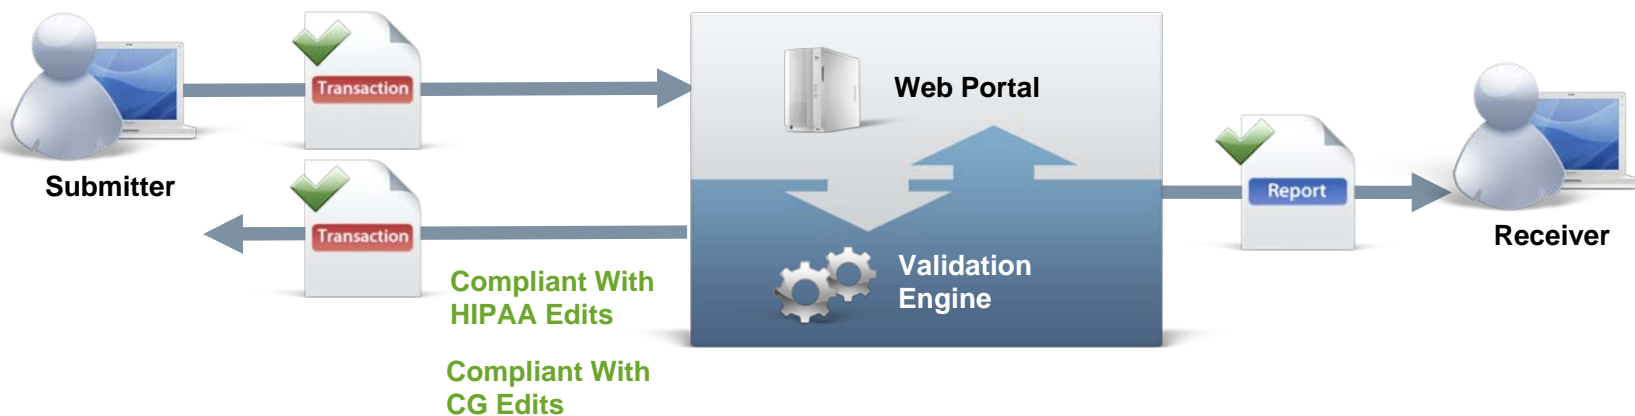 Transaction
Web Portal
Submitter
Report
Transaction
Receiver
Compliant With
HIPAA Edits
Validation
Engine
Compliant With
CG Edits